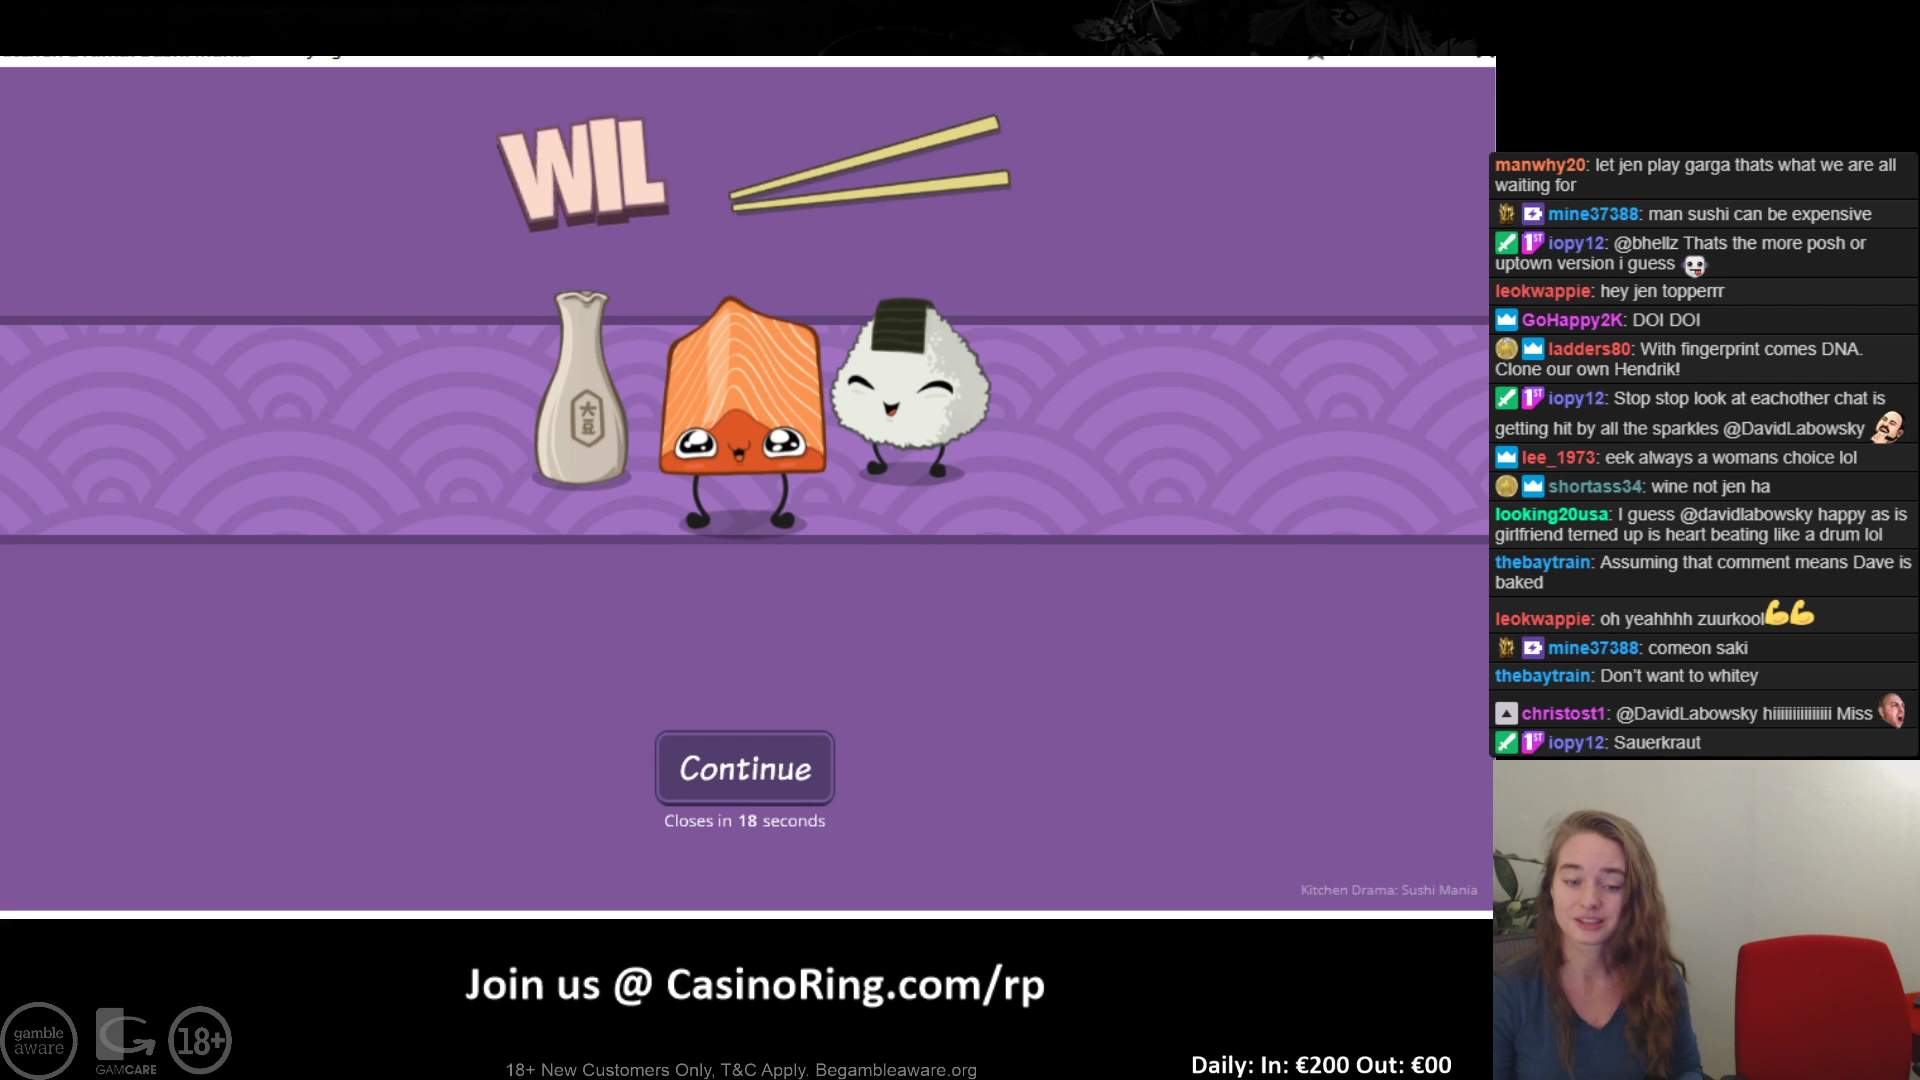 WIL
大
豆
Continue
Closes in 18 seconds
Kitchen Drama: Sushi Mania
manwhy20: let jen play garga thats what we are all
waiting for
mine37388: man sushi can be expensive
1ST iopy12: @bhellz Thats the more posh or
uptown version i guess
leokwappie: hey jen topperrr
GoHappy2K: DOI DOI
ladders80: With fingerprint comes DNA.
Clone our own Hendrik!
1ST iopy12: Stop stop look at eachother chat is
getting hit by all the sparkles @DavidLabowsky
lee_1973: eek always a womans choice lol
shortass34: wine not jen ha
looking20usa: I guess @davidlabowsky happy as is
girlfriend terned up is heart beating like a drum lol
thebaytrain: Assuming that comment means Dave is
baked
leokwappie: oh yeahhhh zuurkool
mine37388: comeon saki
thebaytrain: Don't want to whitey
christost1: @DavidLabowsky hiiiiiiiiiiiiiii Miss
1ST iopy12: Sauerkraut
Join us @ CasinoRing.com/rp
gamble
aware
GAMCARE
18+
18+ New Customers Only, T&C Apply. Begambleaware.org
Daily: In: €200 Out: €00